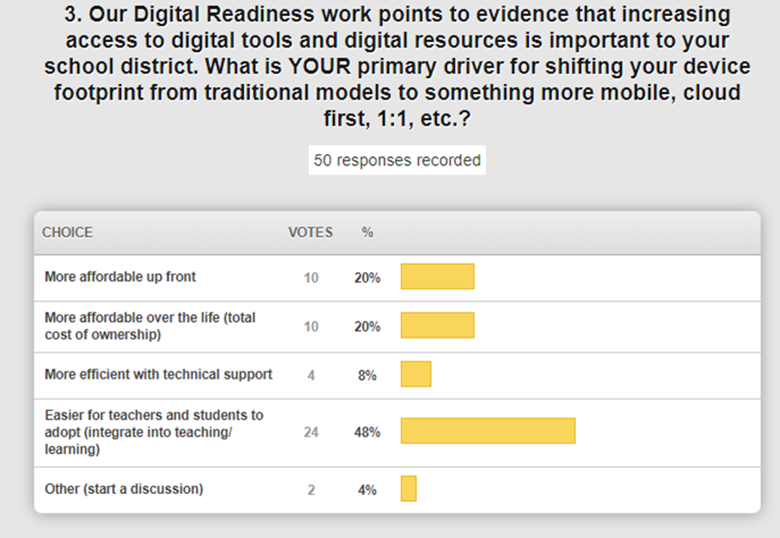 3. Our Digital Readiness work points to evidence that increasing
access to digital tools and digital resources is important to your
school district. What is YOUR primary driver for shifting your device
footprint from traditional models to something more mobile, cloud
first, 1:1, etc.?
50 responses recorded
CHOICE VOTES %
More affordable up front 10 20%
More affordable over the life (total
cost of ownership) 10 20%
More efficient with technical support 4 8%
Easier for teachers and students to
adopt (integrate into teaching/ 24 48%
learning)
Other (start a discussion) 2 4%